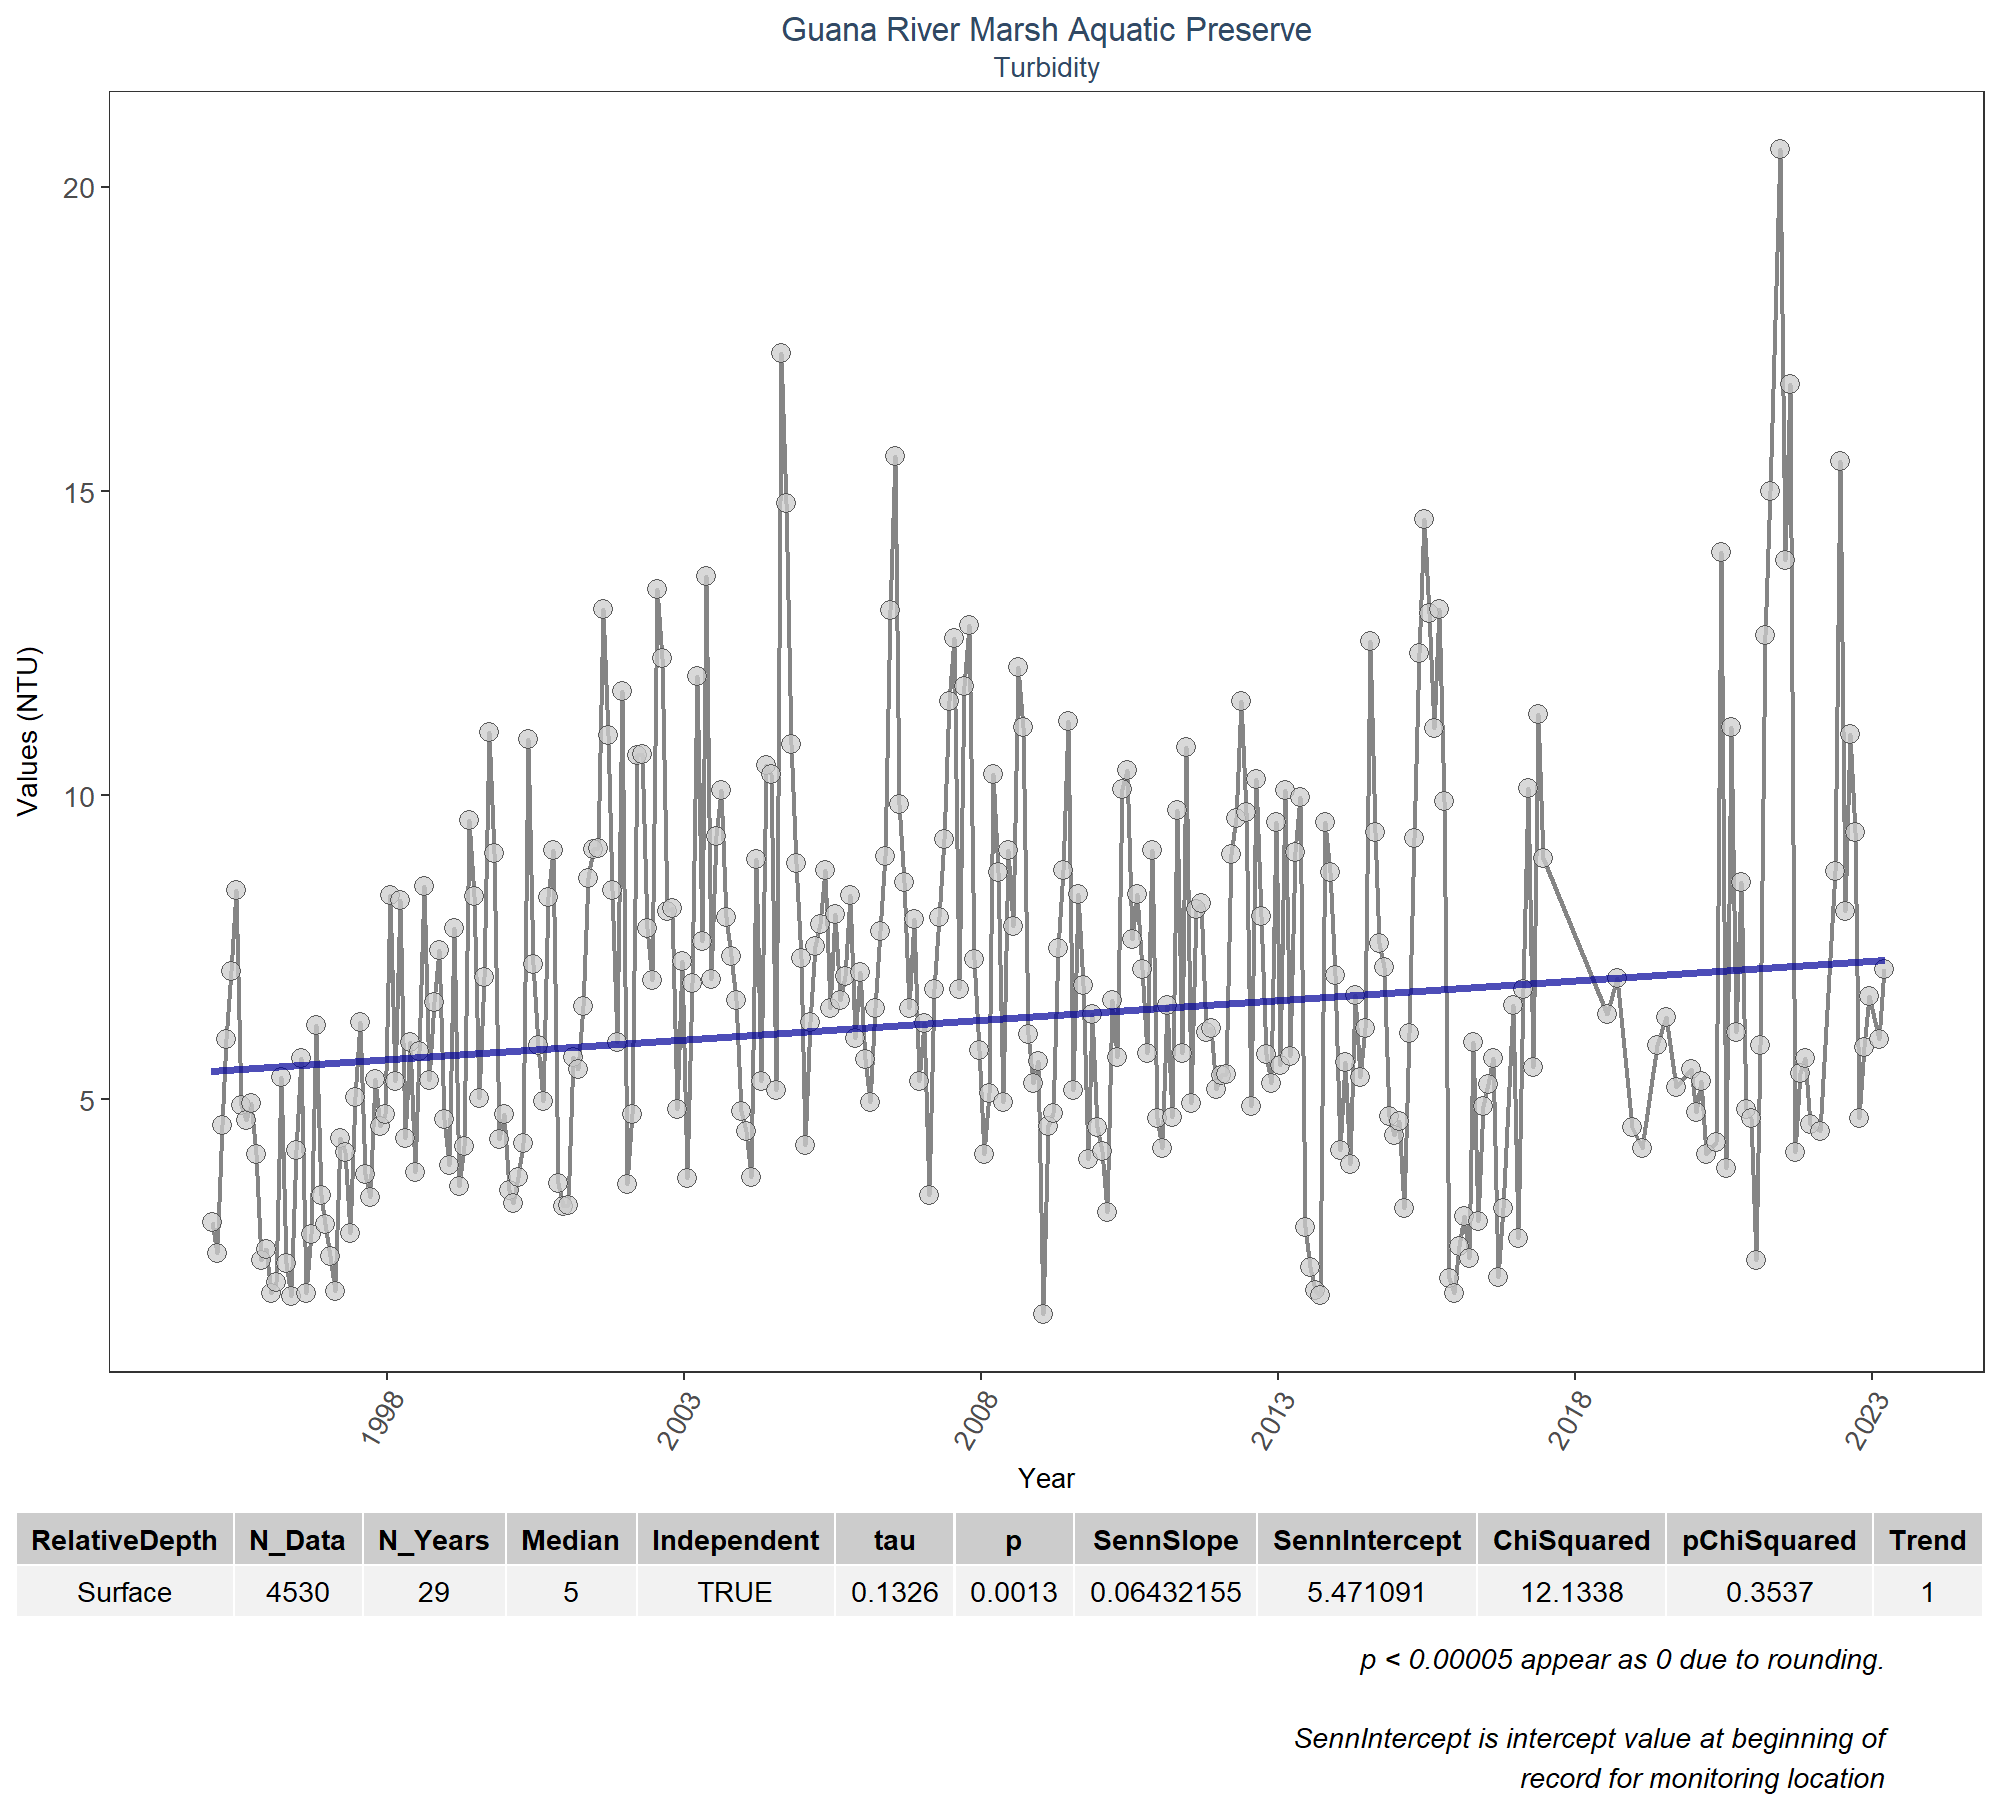 Guana River Marsh Aquatic Preserve
Turbidity
20
15
10
5
Values (NTU)
1998
2003
2008
2013
2018
2023
Year
RelativeDepth N_Data N_Years Median Independent tau p SennSlope SennIntercept ChiSquared pChiSquared Trend
Surface 4530 29 5 TRUE 0.1326 0.0013 0.06432155 5.471091 12.1338 0.3537 1
p < 0.00005 appear as 0 due to rounding.
SennIntercept is intercept value at beginning of
record for monitoring location